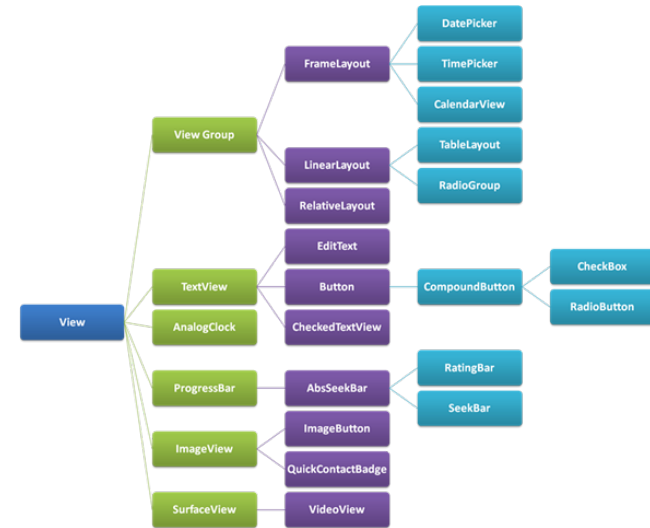 DatePicker
FrameLayout
TimePicker
CalendarView
View Group
TableLayout
LinearLayout
RadioGroup
RelativeLayout
EditText
CheckBox
TextView
Button
CompoundButton
RadioButton
View
AnalogClock
CheckedTextView
RatingBar
ProgressBar
AbsSeekBar
SeekBar
ImageButton
ImageView
QuickContactBadge
SurfaceView
VideoView